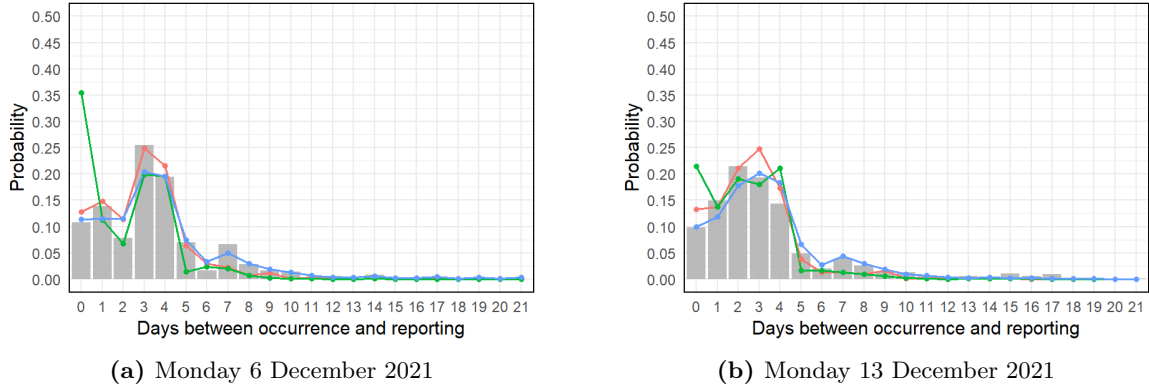 0.50
0.45
0.40
0.35
0.30
0.25
0.20
0.15
0.10
0.05
0.00
Probability
0 1 2 3 4 5 6 7 8 9 10 11 12 13 14 15 16 17 18 19 20 21
Days between occurrence and reporting
(a) Monday 6 December 2021
0.50
0.45
0.40
0.35
0.30
0.25
0.20
0.15
0.10
0.05
0.00
Probability
0 1 2 3 4 5 6 7 8 9 10 11 12 13 14 15 16 17 18 19 20 21
Days between occurrence and reporting
(b) Monday 13 December 2021